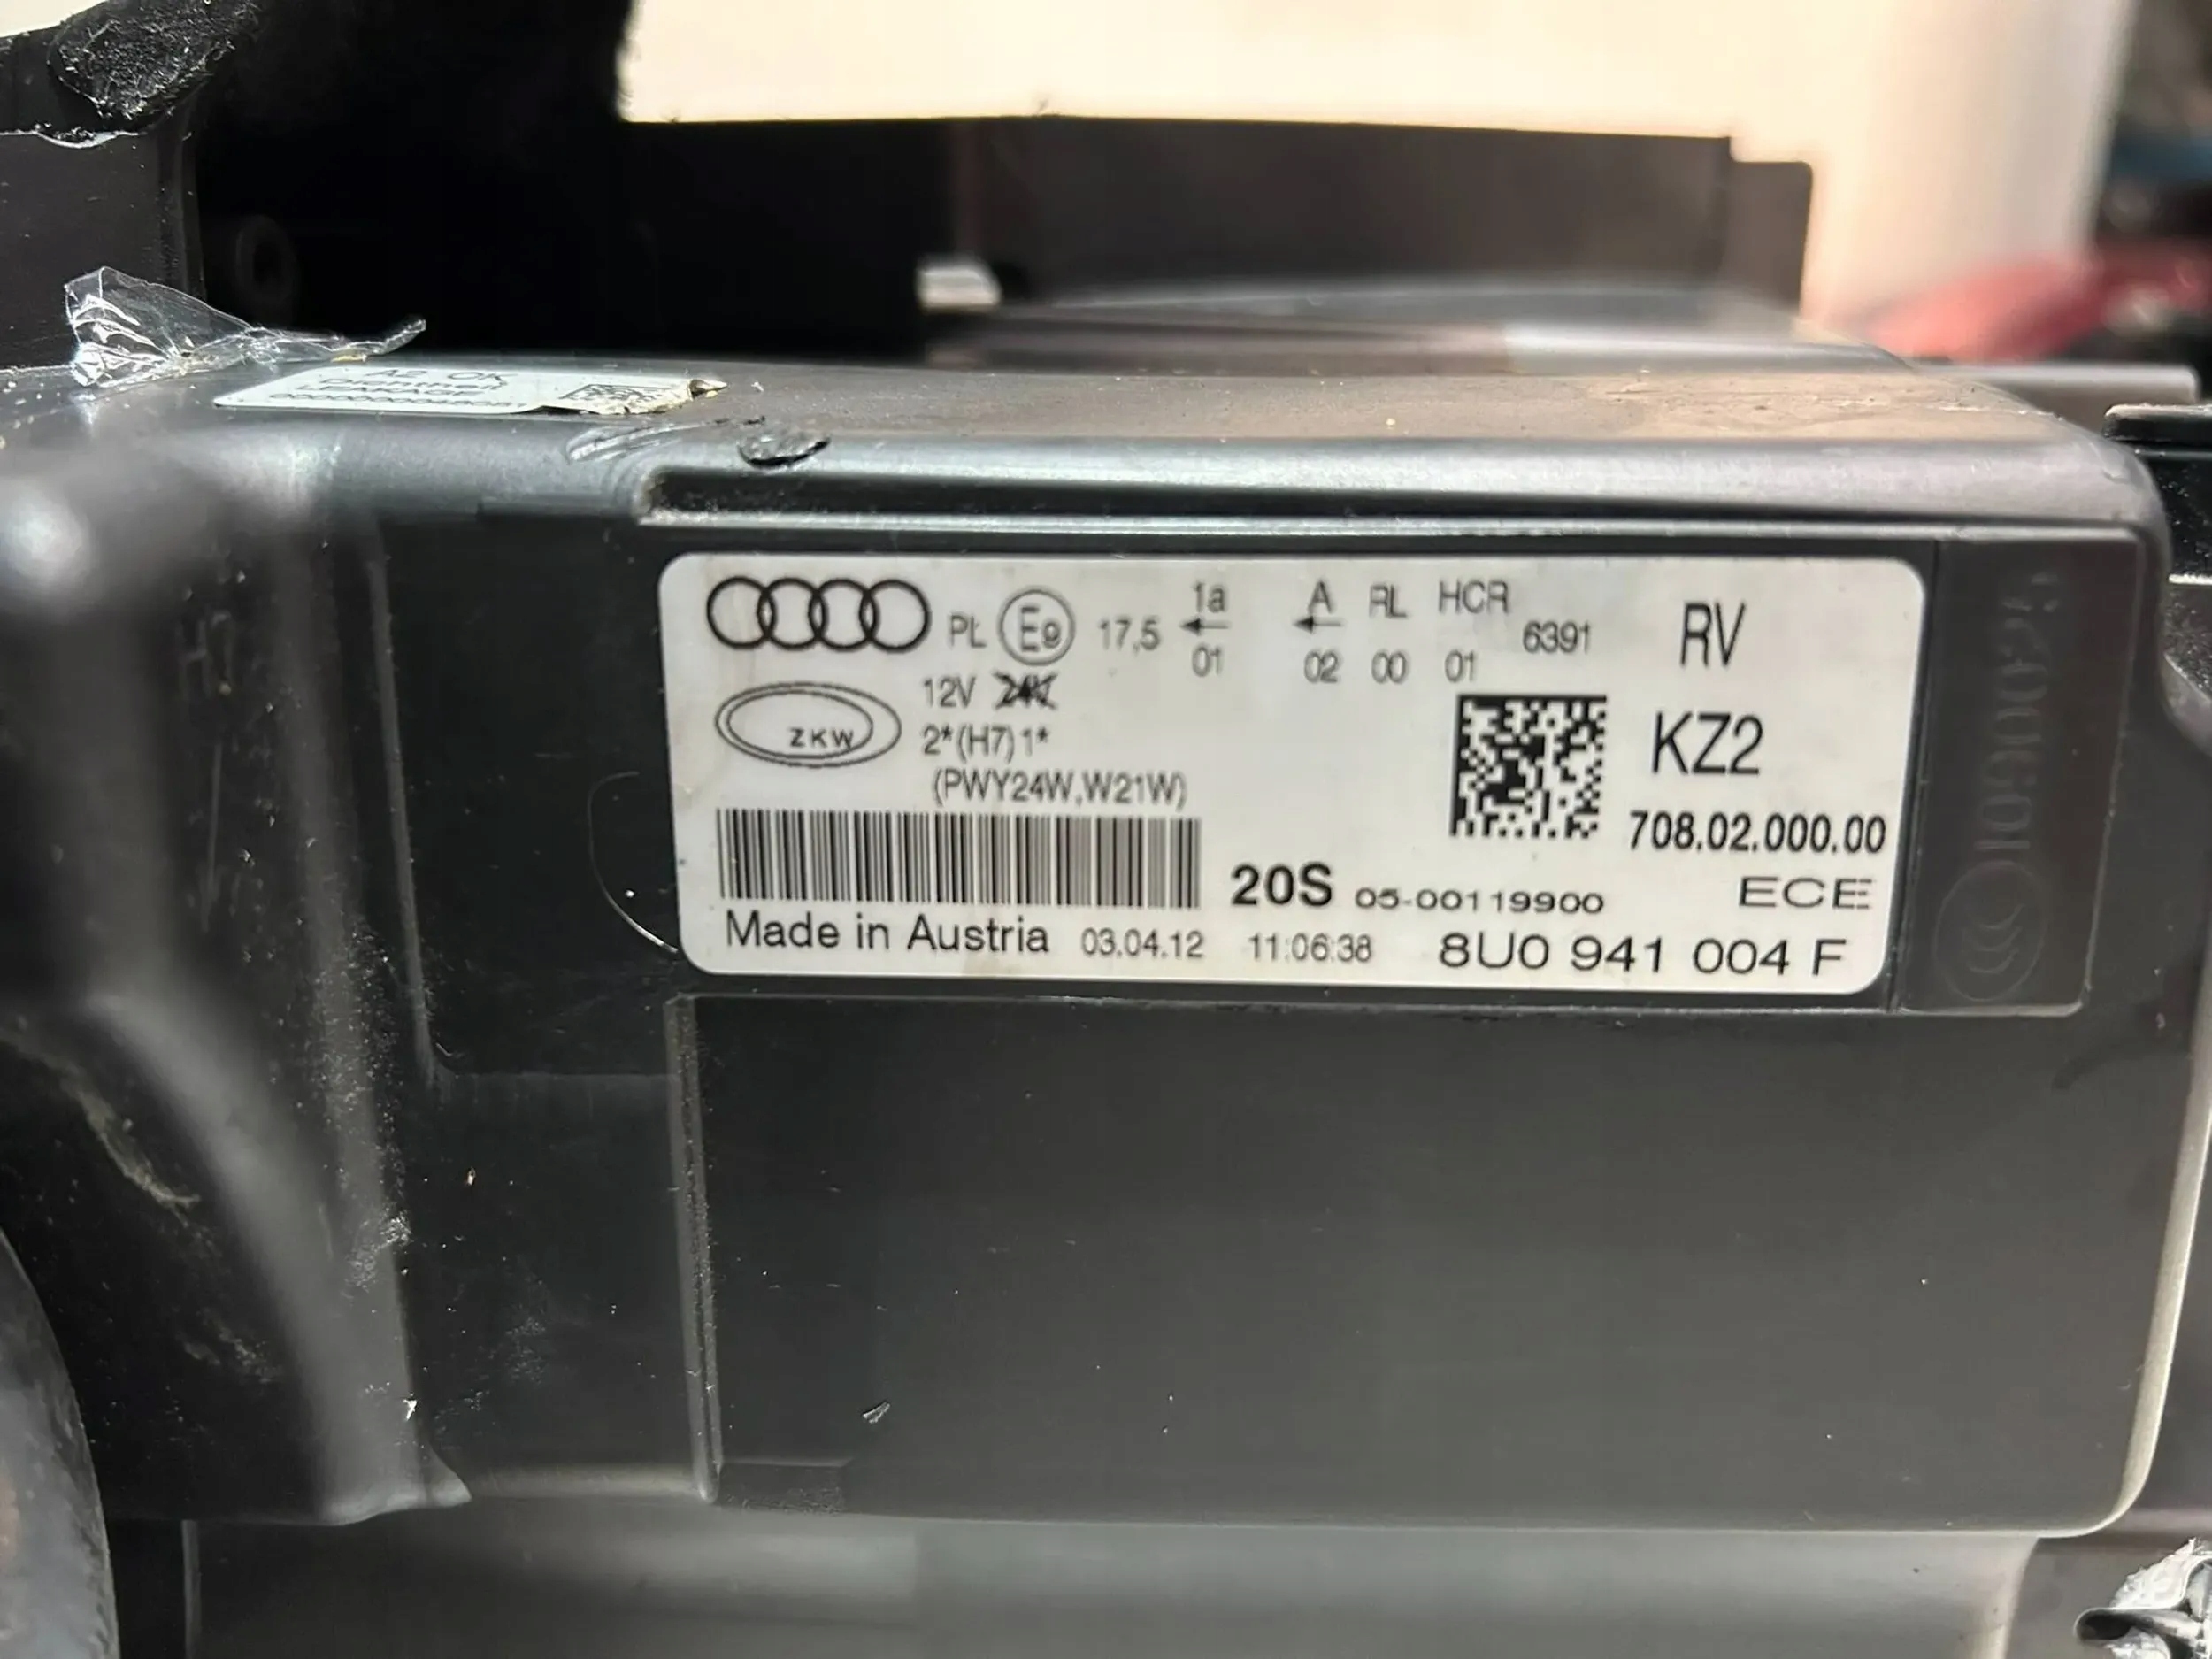 PL E9 17,5 1a A RL HCR 6391 RV
01 02 00 01
12V 24V
ZKW 2*(H7)1* KZ2
(PWY24W,W21W)
708.02.000.00
20S 05-00119900 ECE
Made in Austria 03.04.12 11:06:38 8U0 941 004 F